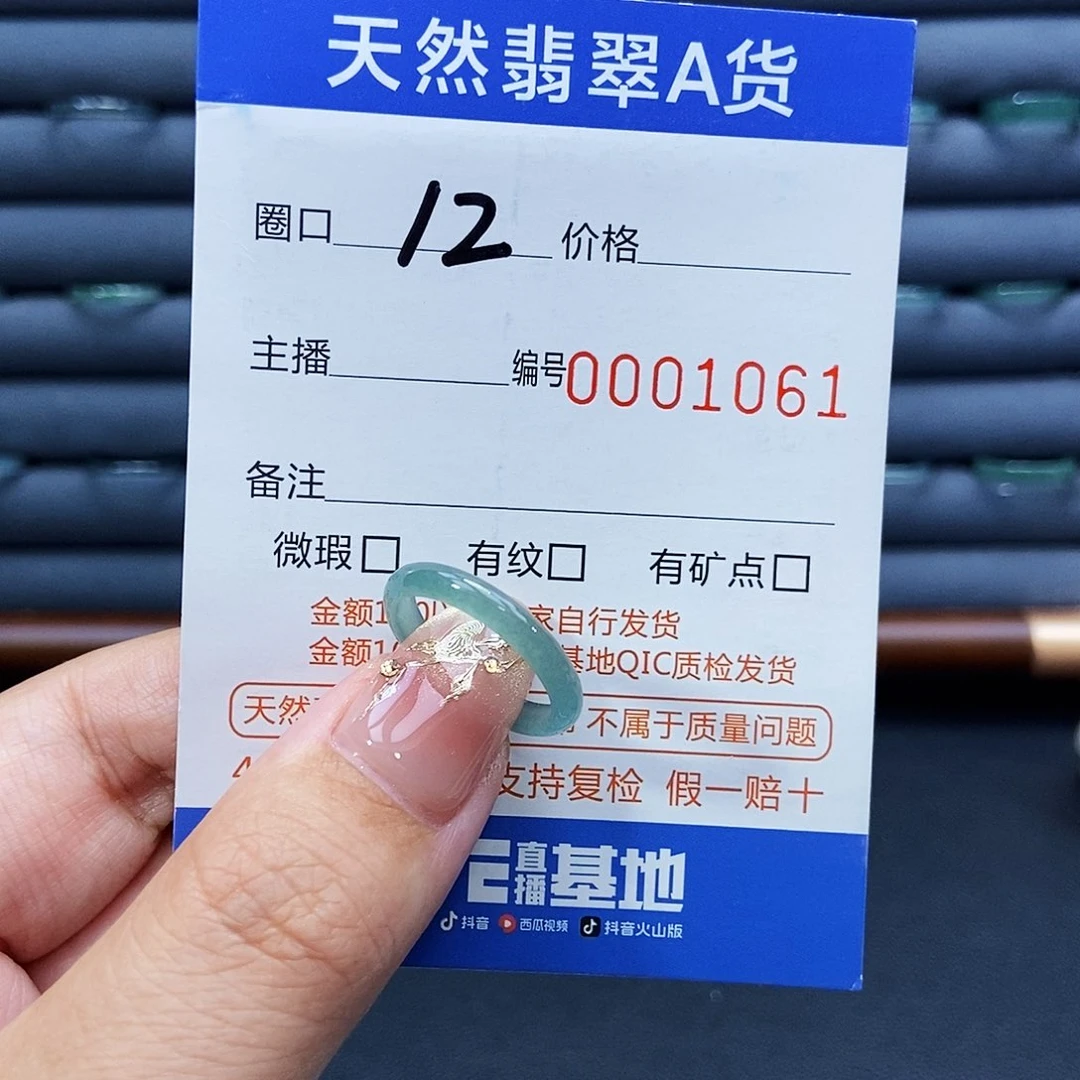 天然翡翠A货
圈口 12 价格
主播 编号0001061
备注
微瑕□ 有纹□ 有矿点□
金额1 家自行发货
金额1 基地QIC质检发货
天然 不属于质量问题
支持复检 假一赔十
直播基地
抖音 西瓜视频 抖音火山版